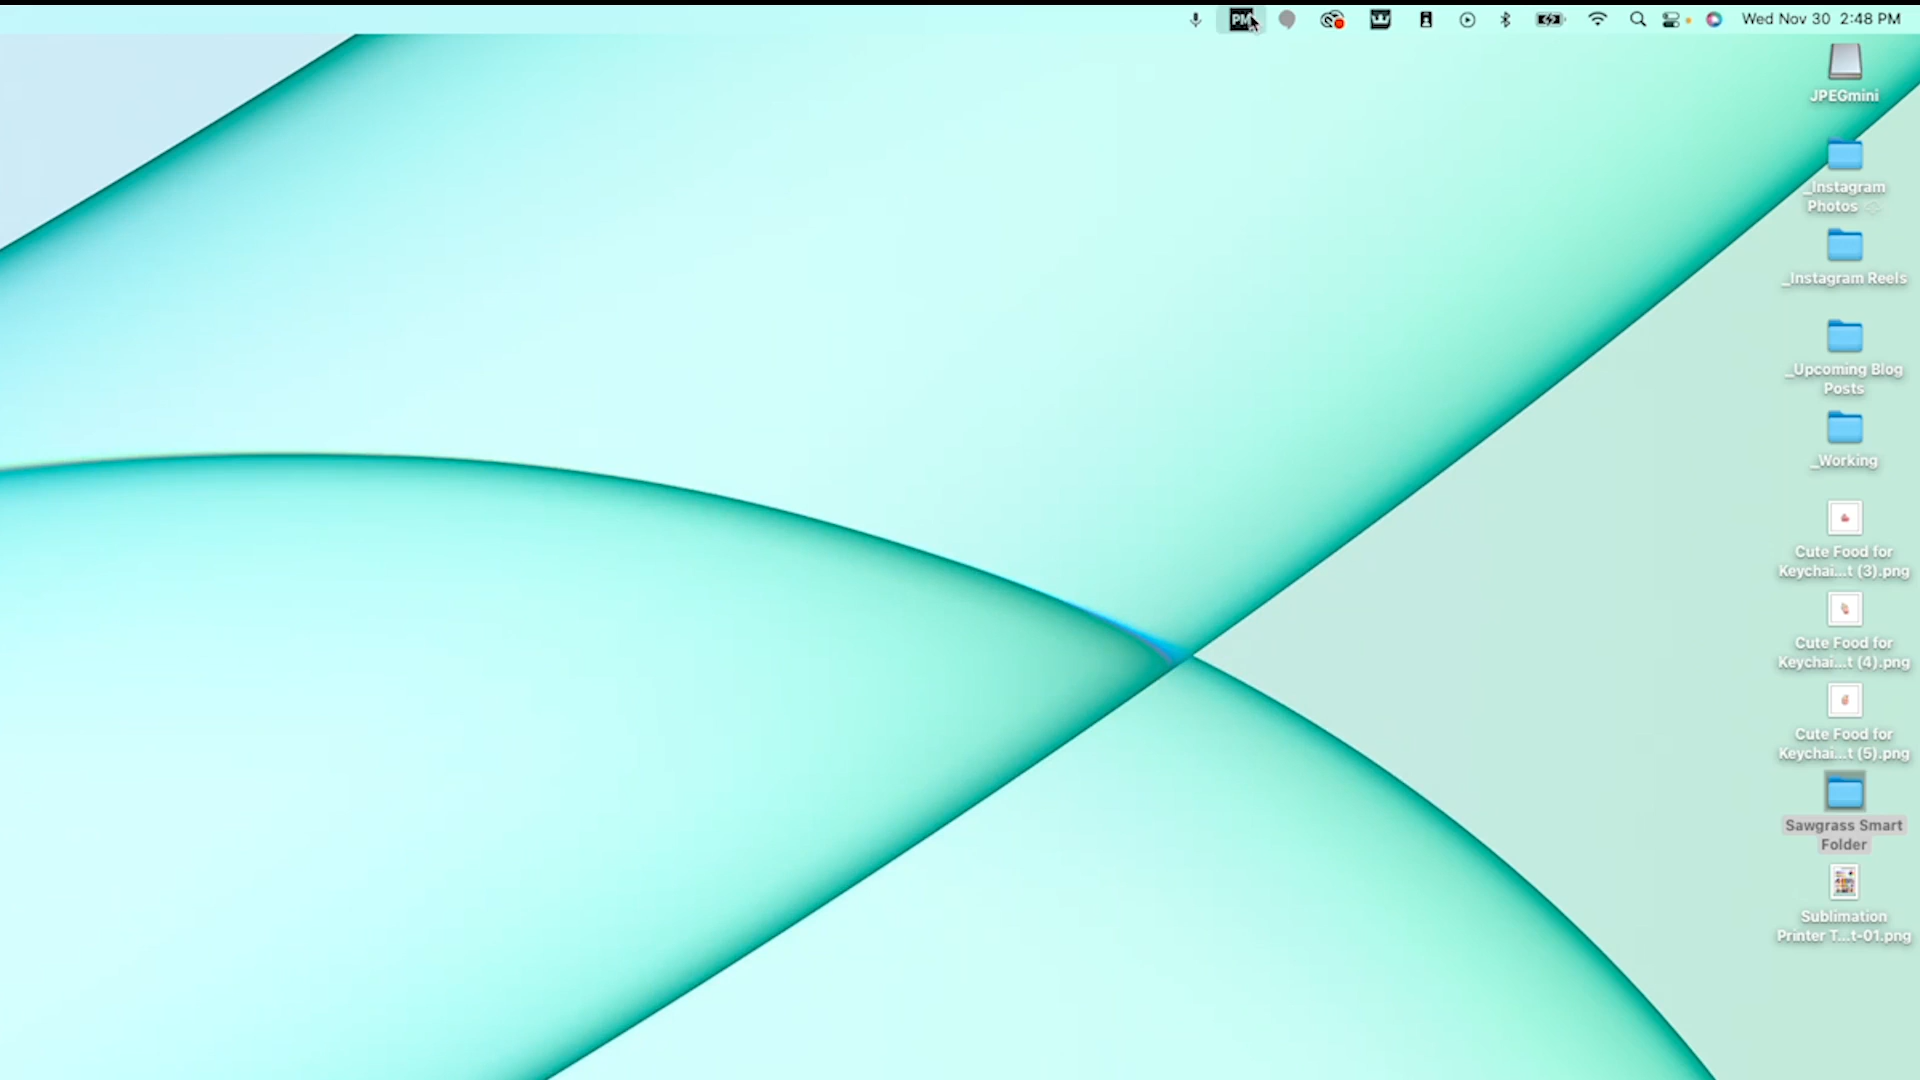 PM
Wed Nov 30 2:48 PM
JPEGmini
_Instagram
Photos
_Instagram Reels
_Upcoming Blog
Posts
_Working
Cute Food for
Keychai...t (3).png
Cute Food for
Keychai...t (4).png
Cute Food for
Keychai...t (5).png
Sawgrass Smart
Folder
Sublimation
Printer T...t-01.png